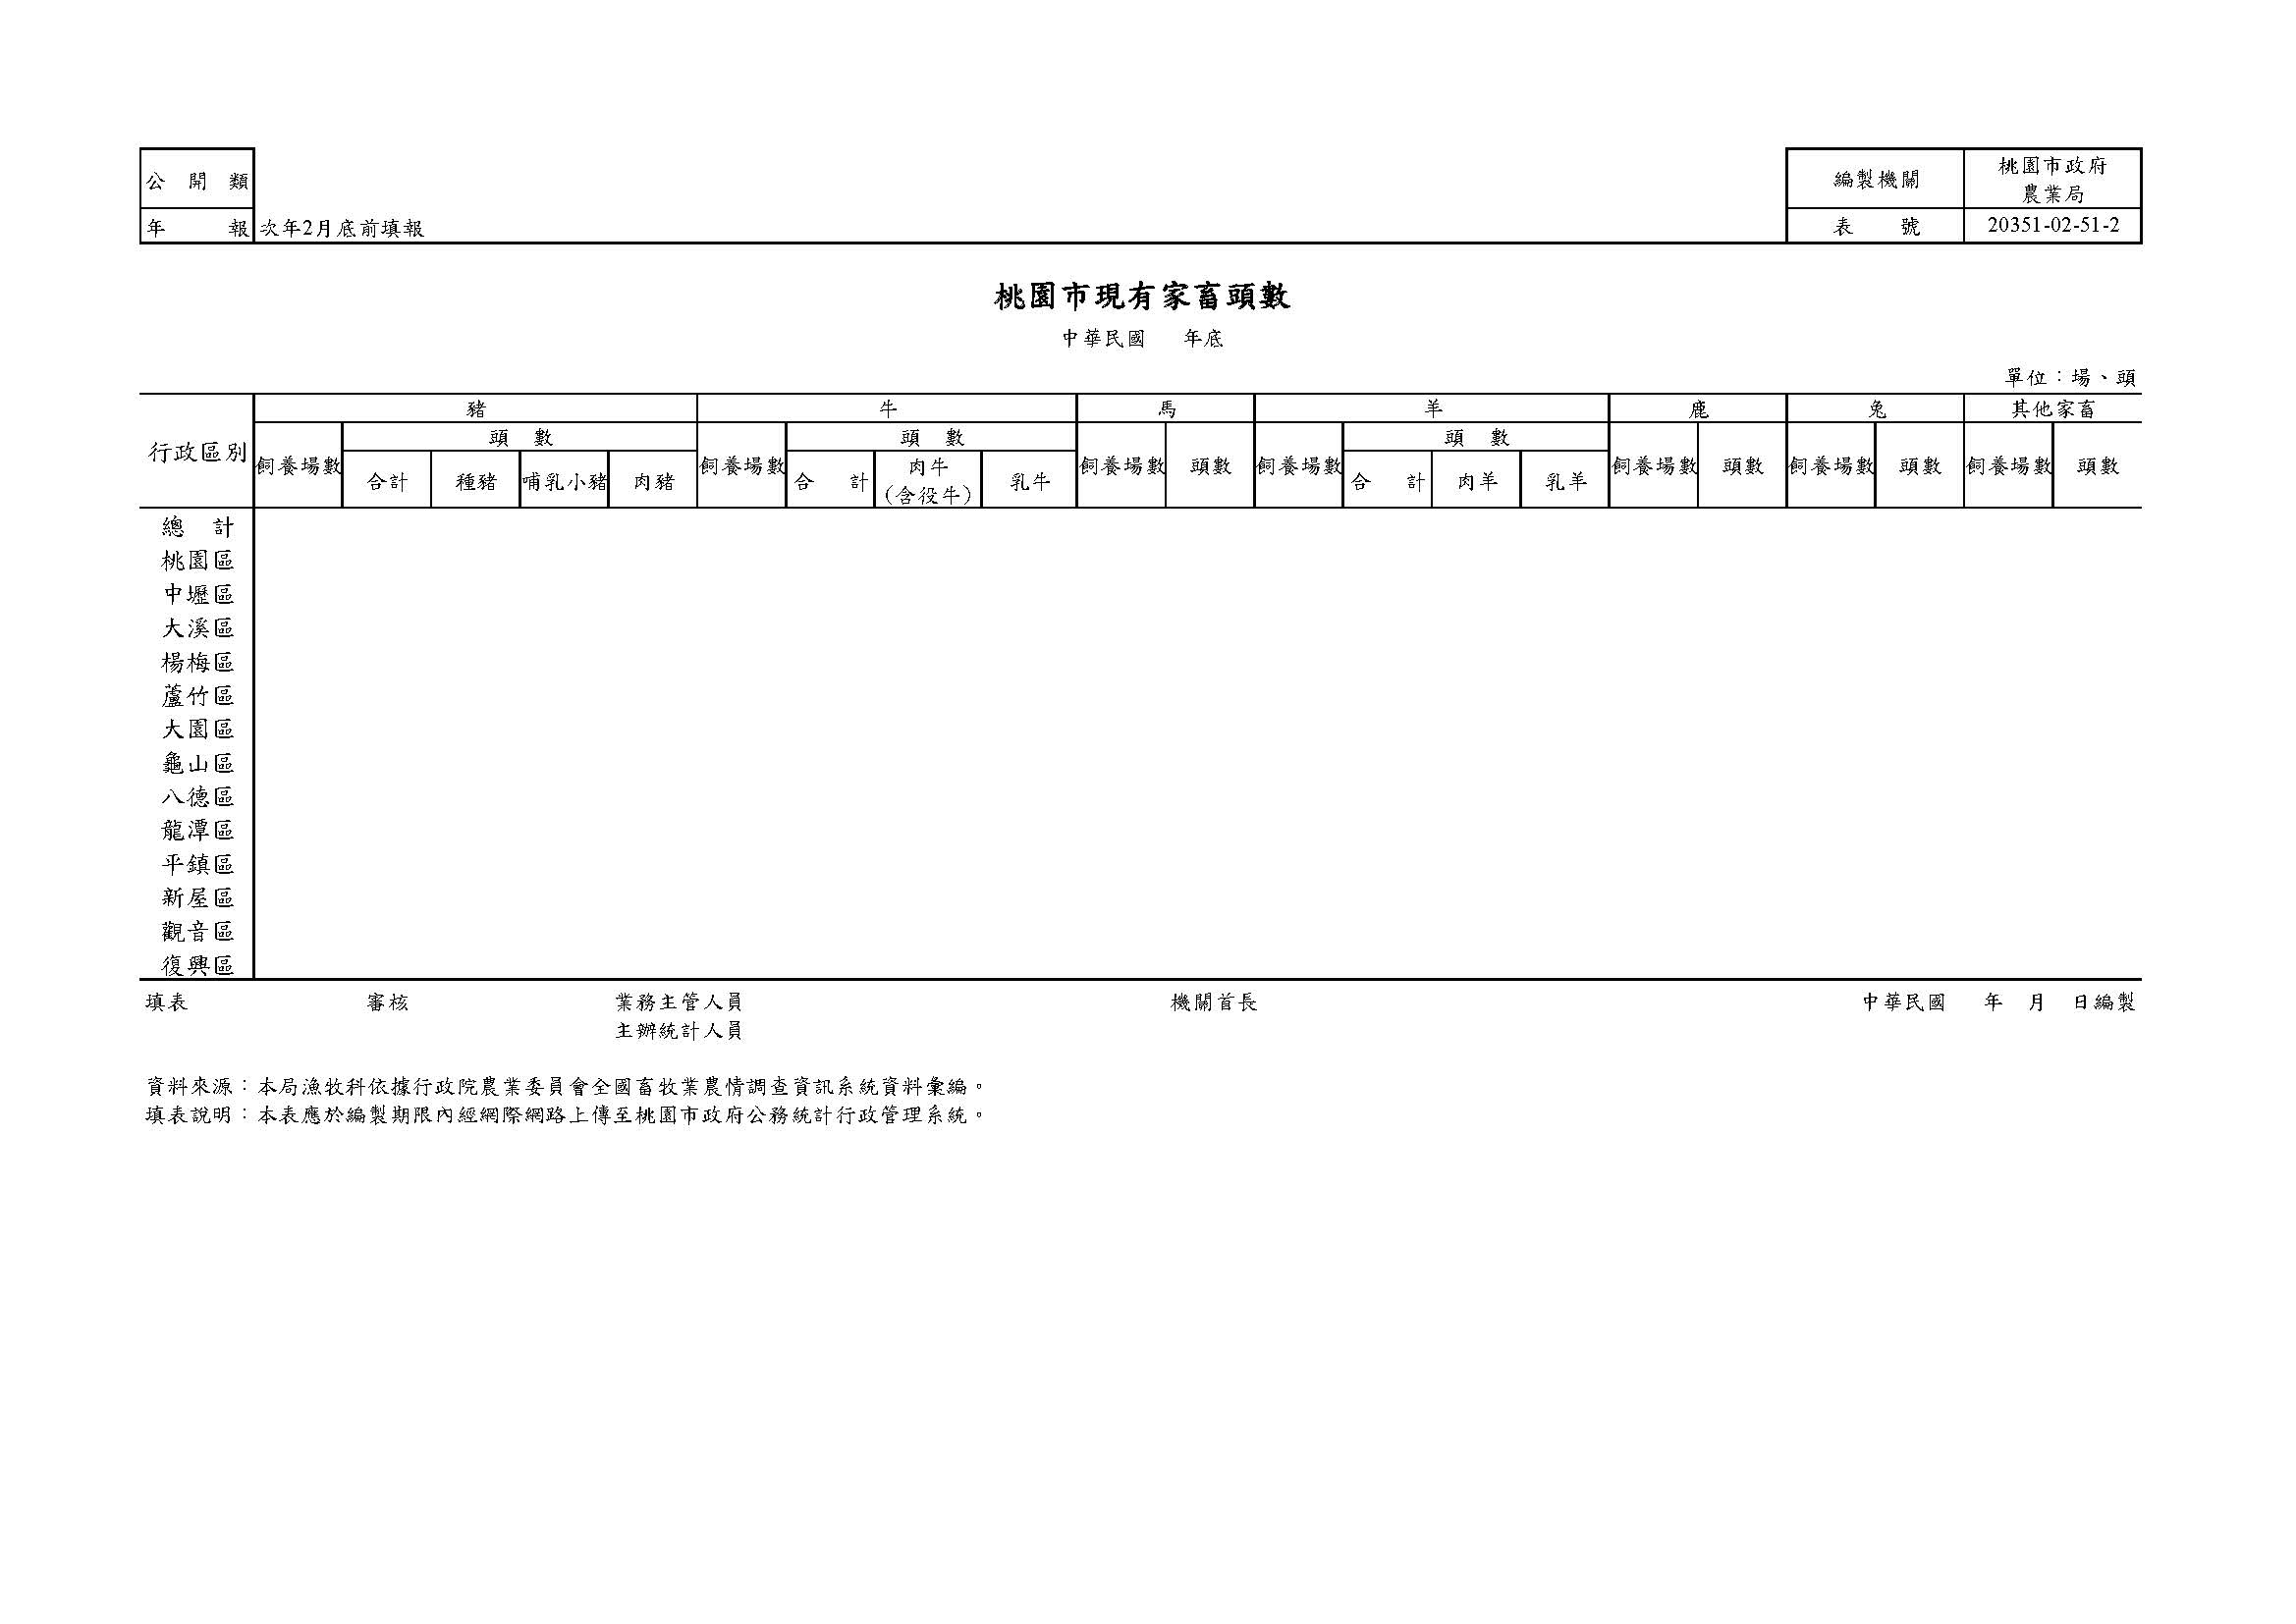 公 開 類
編製機關 桃園市政府
農業局
年 報 次年2月底前填報 表 號 20351-02-51-2
桃園市現有家畜頭數
中華民國 年底
單位：場、頭
行政區別 豬 牛 馬 羊 鹿 兔 其他家畜
飼養場數 頭 數 飼養場數 頭 數 飼養場數 頭數 飼養場數 頭 數 飼養場數 頭數 飼養場數 頭數 飼養場數 頭數
合計 種豬 哺乳小豬 肉豬 合 計 肉牛 乳牛 合 計 肉羊 乳羊
(含役牛)
總 計
桃園區
中壢區
大溪區
楊梅區
蘆竹區
大園區
龜山區
八德區
龍潭區
平鎮區
新屋區
觀音區
復興區
填表 審核 業務主管人員 機關首長 中華民國 年 月 日編製
主辦統計人員
資料來源：本局漁牧科依據行政院農業委員會全國畜牧業農情調查資訊系統資料彙編。
填表說明：本表應於編製期限內經網際網路上傳至桃園市政府公務統計行政管理系統。